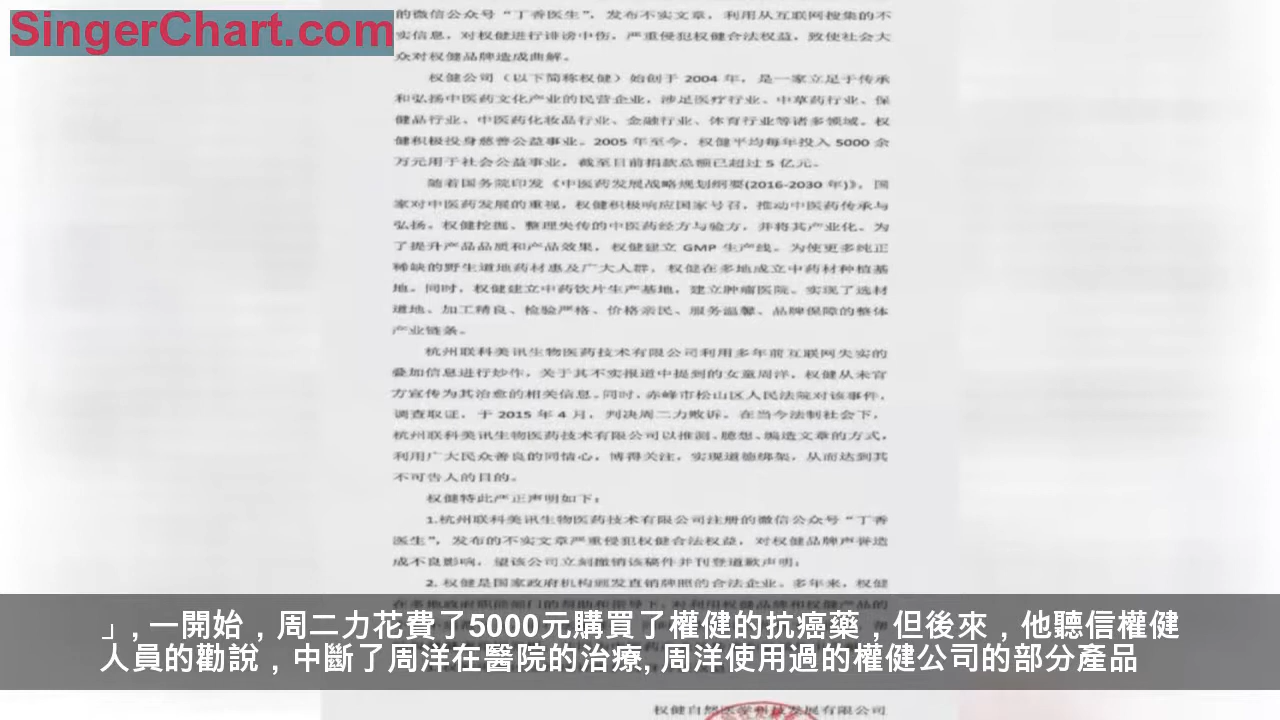 SingerChart.com
的微信公众号“丁香医生”，发布不实文章，利用从互联网搜集的不
实信息，对权健进行诽谤中伤，严重侵犯权健合法权益，致使社会大
众对权健品牌造成曲解。
权健公司（以下简称权健）始创于 2004 年，是一家立足于传承
和弘扬中医药文化产业的民营企业，涉足医疗行业、中草药行业、保
健品行业、中医药化妆品行业、金融行业、体育行业等诸多领域。权
健积极投身慈善公益事业。2005 年至今，权健平均每年投入 5000 余
万元用于社会公益事业，截至目前捐款总额已超过 5 亿元。
随着国务院印发《中医药发展战略规划纲要(2016-2030 年)》，国
家对中医药发展的重视，权健积极响应国家号召，推动中医药传承与
弘扬。权健挖掘、整理失传的中医药经方与验方，并将其产业化。为
了提升产品品质和产品效果，权健建立 GMP 生产线。为使更多纯正
稀缺的野生道地药材惠及广大人群，权健在多地成立中药材种植基
地。同时，权健建立中药饮片生产基地，建立肿瘤医院。实现了选材
道地、加工精良、检验严格、价格亲民、服务温馨、品牌保障的整体
产业链条。
杭州联科美讯生物医药技术有限公司利用多年前互联网失实的
叠加信息进行炒作，关于其不实报道中提到的女童周洋，权健从未官
方宣传为其治愈的相关信息。同时，赤峰市松山区人民法院对该事件，
调查取证，于 2015 年 4 月，判决周二力败诉。在当今法制社会下，
杭州联科美讯生物医药技术有限公司以推测、臆想、编造文章的方式，
利用广大民众善良的同情心，博得关注，实现道德绑架，从而达到其
不可告人的目的。
权健特此严正声明如下：
1.杭州联科美讯生物医药技术有限公司注册的微信公众号“丁香
医生”，发布的不实文章严重侵犯权健合法权益，对权健品牌声誉造
成不良影响，望该公司立刻撤销该稿件并刊登道歉声明；
2. 权健是国家政府机构颁发直销牌照的合法企业。多年来，权健
」, 一開始，周二力花費了5000元購買了權健的抗癌藥，但後來，他聽信權健
人員的勸說，中斷了周洋在醫院的治療, 周洋使用過的權健公司的部分產品
权健自然医学科技发展有限公司